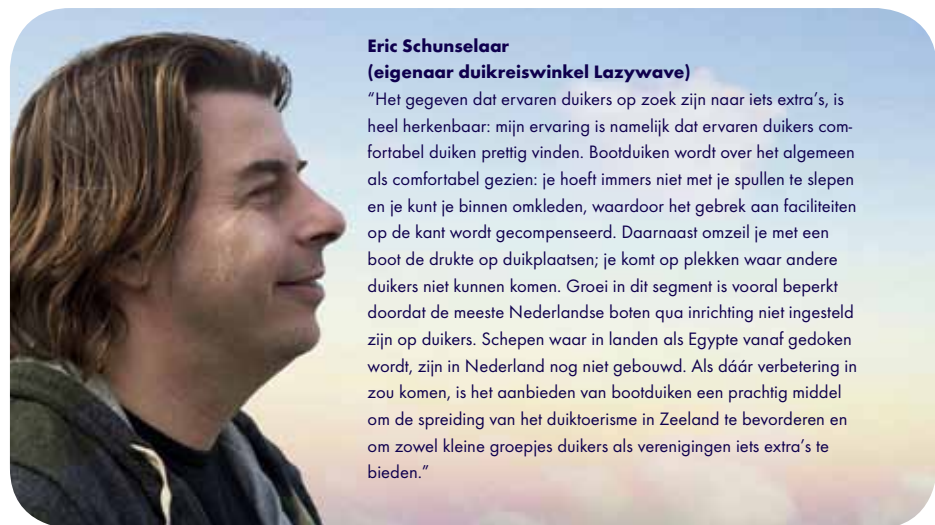 Eric Schunselaar
(eigenaar duikreiswinkel Lazywave)
“Het gegeven dat ervaren duikers op zoek zijn naar iets extra’s, is
heel herkenbaar: mijn ervaring is namelijk dat ervaren duikers com-
fortabel duiken prettig vinden. Bootduiken wordt over het algemeen
als comfortabel gezien: je hoeft immers niet met je spullen te slepen
en je kunt je binnen omkleden, waardoor het gebrek aan faciliteiten
op de kant wordt gecompenseerd. Daarnaast omzeil je met een
boot de drukte op duikplaatsen; je komt op plekken waar andere
duikers niet kunnen komen. Groei in dit segment is vooral beperkt
doordat de meeste Nederlandse boten qua inrichting niet ingesteld
zijn op duikers. Schepen waar in landen als Egypte vanaf gedoken
wordt, zijn in Nederland nog niet gebouwd. Als dáár verbetering in
zou komen, is het aanbieden van bootduiken een prachtig middel
om de spreiding van het duiktoerisme in Zeeland te bevorderen en
om zowel kleine groepjes duikers als verenigingen iets extra’s te
bieden.”